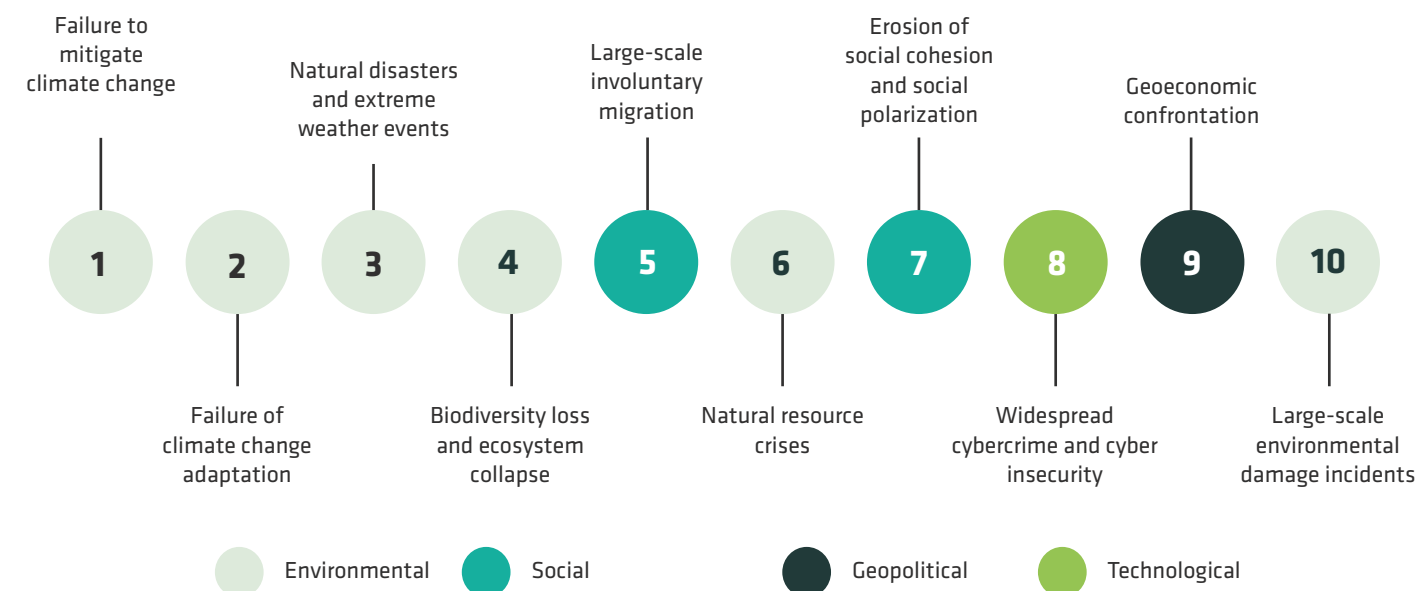 Failure to
mitigate
climate change
Natural disasters
and extreme
weather events
Large-scale
involuntary
migration
Erosion of
social cohesion
and social
polarization
Geoeconomic
confrontation
1
2
3
4
5
6
7
8
9
10
Failure of
climate change
adaptation
Biodiversity loss
and ecosystem
collapse
Natural resource
crises
Widespread
cybercrime and cyber
insecurity
Large-scale
environmental
damage incidents
Environmental
Social
Geopolitical
Technological